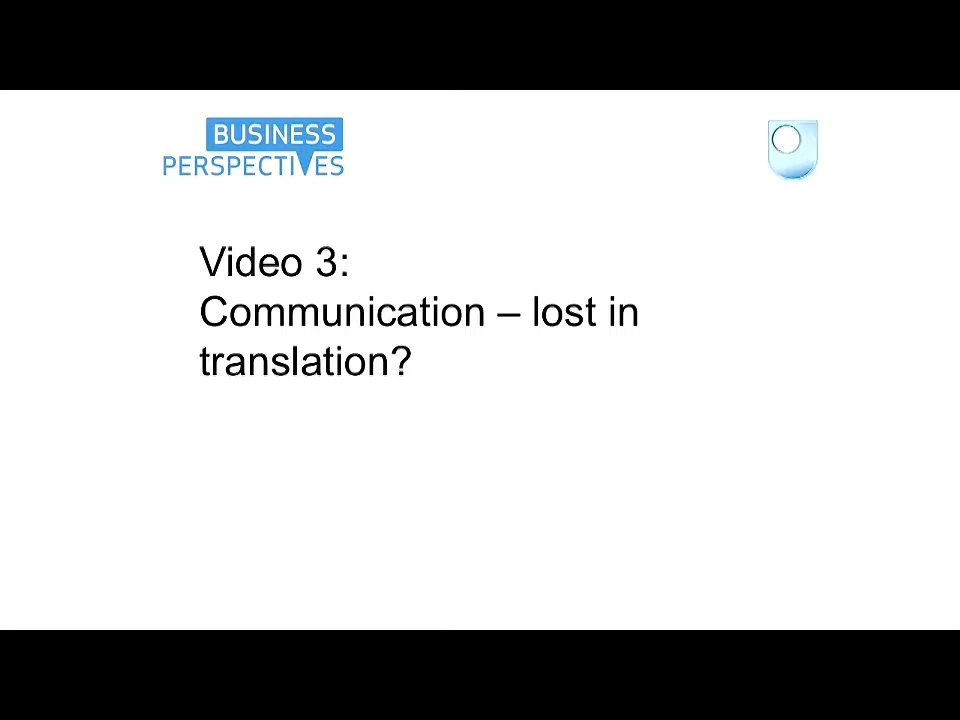 BUSINESS
PERSPECTIVES
Video 3:
Communication – lost in
translation?